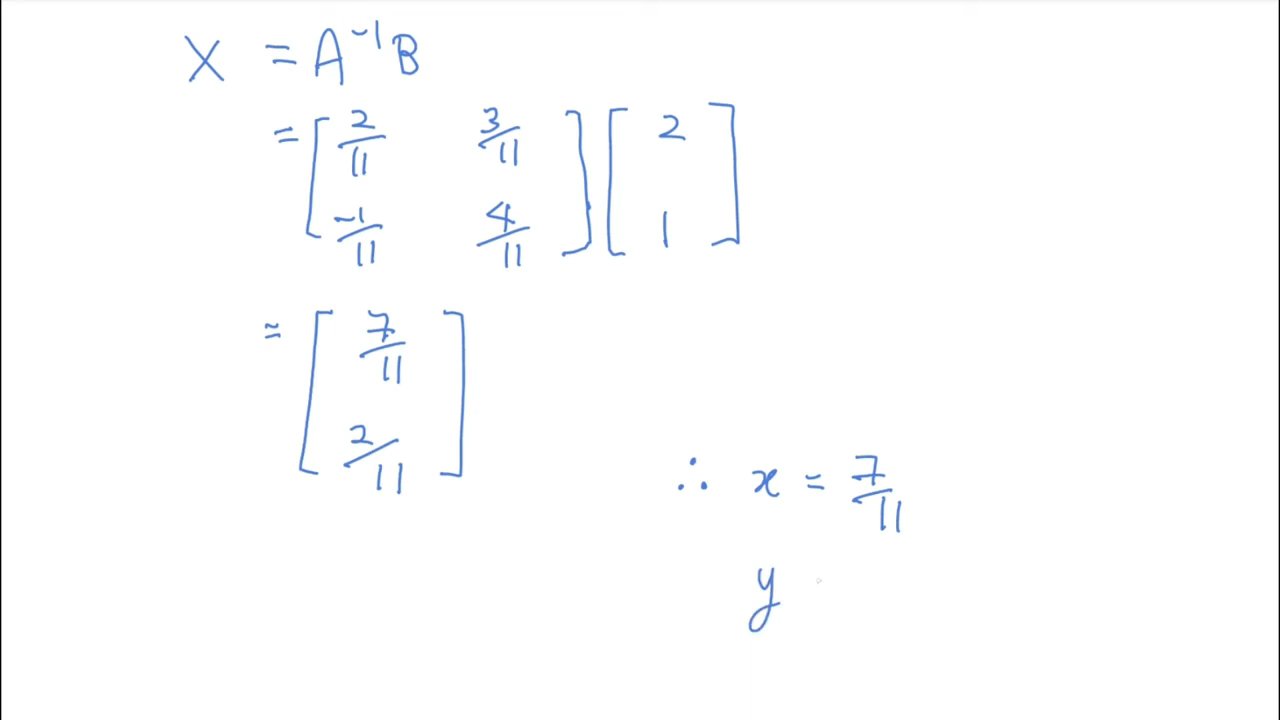 X = A⁻¹B
= [ 2/11 3/11 ] [ 2 ]
[ -1/11 4/11 ] [ 1 ]
= [ 7/11 ]
[ 2/11 ]
∴ x = 7/11
y